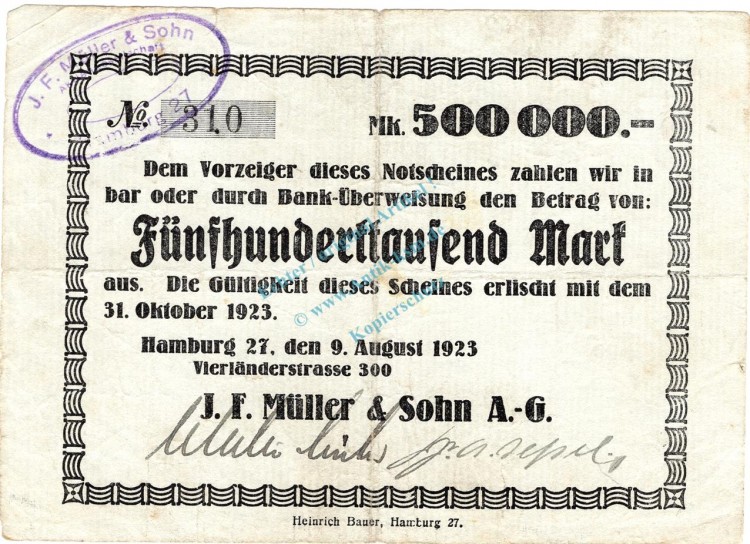 J. F. Müller & Sohn
Hamburg 27
No. 310
MK. 500 000.-
Dem Vorzeiger dieses Notscheines zahlen wir in
bar oder durch Bank-Überweisung den Betrag von:
Fünfhunderttausend Mark
aus. Die Gültigkeit dieses Scheines erlischt mit dem
31. Oktober 1923.
Hamburg 27, den 9. August 1923
Vierländerstrasse 300
J. F. Müller & Sohn A.-G.
Heinrich Bauer, Hamburg 27.